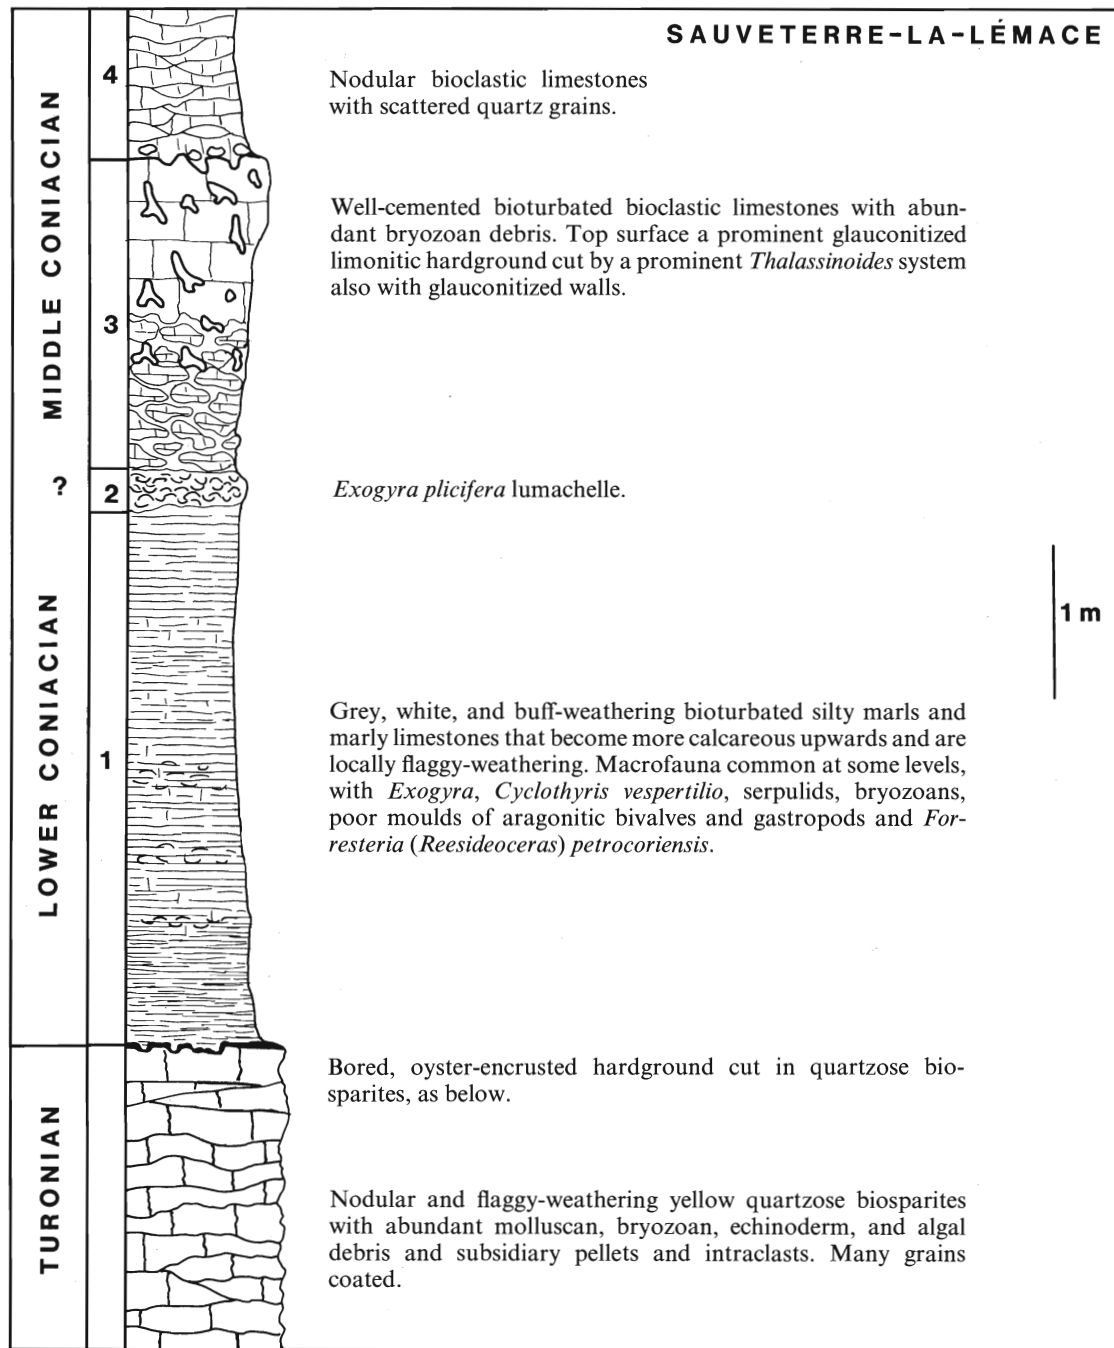 SAUVETERRE-LA-LÉMACE
MIDDLE CONIACIAN
?
LOWER CONIACIAN
TURONIAN
4
Nodular bioclastic limestones
with scattered quartz grains.
3
Well-cemented bioturbated bioclastic limestones with abun-
dant bryozoan debris. Top surface a prominent glauconitized
limonitic hardground cut by a prominent Thalassinoides system
also with glauconitized walls.
2
Exogyra plicifera lumachelle.
1 m
1
Grey, white, and buff-weathering bioturbated silty marls and
marly limestones that become more calcareous upwards and are
locally flaggy-weathering. Macrofauna common at some levels,
with Exogyra, Cyclothyris vespertilio, serpulids, bryozoans,
poor moulds of aragonitic bivalves and gastropods and For-
resteria (Reesideoceras) petrocoriensis.
Bored, oyster-encrusted hardground cut in quartzose bio-
sparites, as below.
Nodular and flaggy-weathering yellow quartzose biosparites
with abundant molluscan, bryozoan, echinoderm, and algal
debris and subsidiary pellets and intraclasts. Many grains
coated.